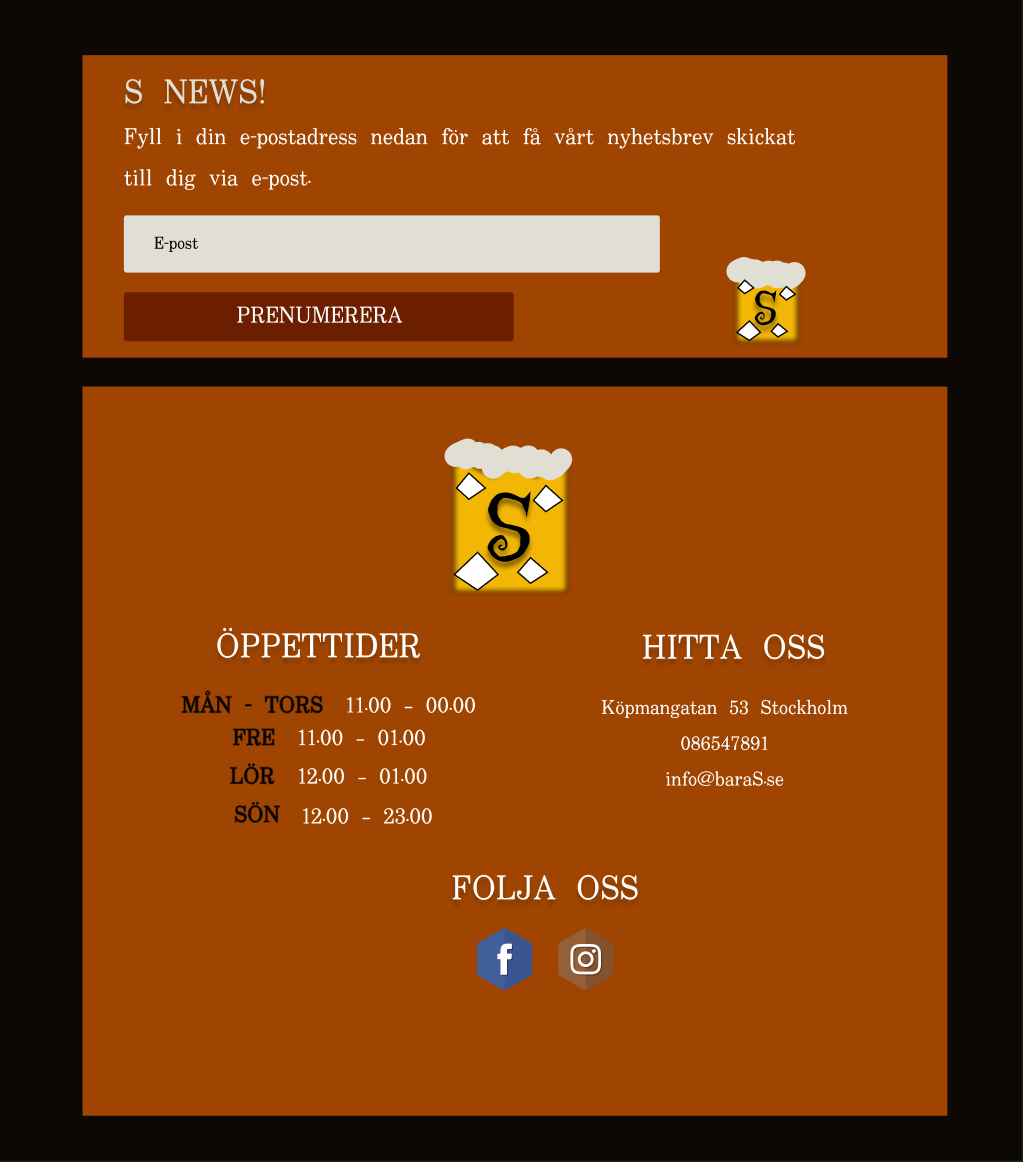 S NEWS!
Fyll i din e-postadress nedan för att få vårt nyhetsbrev skickat
till dig via e-post.
E-post
PRENUMERERA
S
S
ÖPPETTIDER
MÅN - TORS 11.00 - 00.00
FRE 11.00 - 01.00
LÖR 12.00 - 01.00
SÖN 12.00 - 23.00
HITTA OSS
Köpmangatan 53 Stockholm
086547891
info@baraS.se
FOLJA OSS